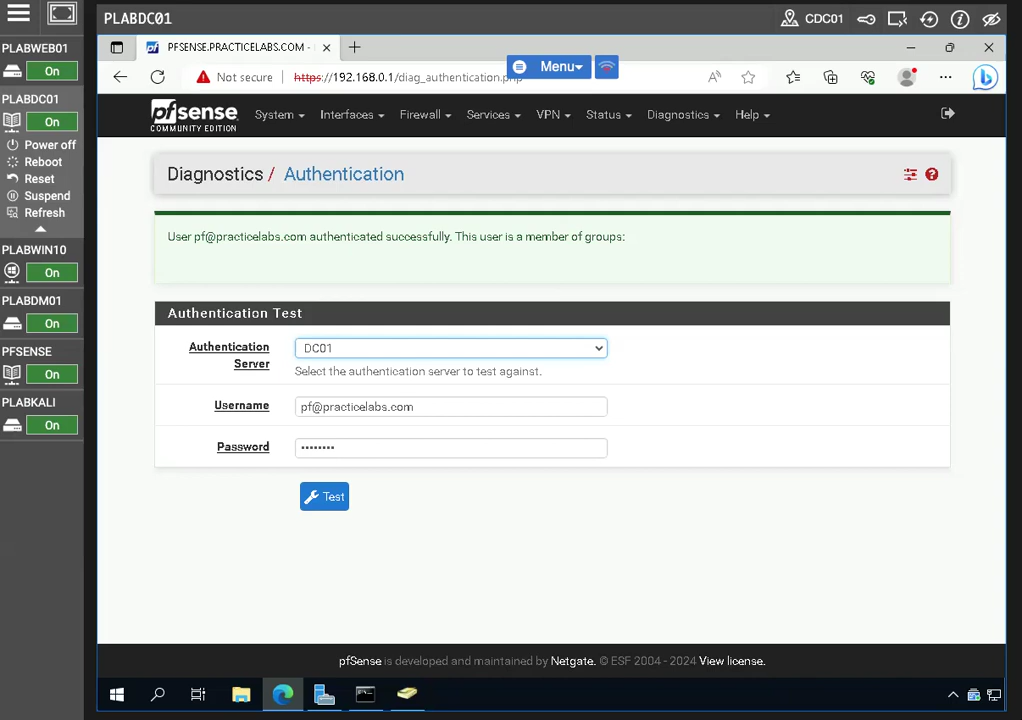 PLABDC01
CDC01
PLABWEB01
On
PLABDC01
On
Power off
Reboot
Reset
Suspend
Refresh
PLABWIN10
On
PLABDM01
On
PFSENSE
On
PLABKALI
On
PFSENSE.PRACTICELABS.COM -
Menu
Not secure
https://192.168.0.1/diag_authentication.php
pfsense
COMMUNITY EDITION
System
Interfaces
Firewall
Services
VPN
Status
Diagnostics
Help
Diagnostics / Authentication
User pf@practicelabs.com authenticated successfully. This user is a member of groups:
Authentication Test
Authentication Server
DC01
Select the authentication server to test against.
Username
pf@practicelabs.com
Password
••••••••
Test
pfSense is developed and maintained by Netgate. © ESF 2004 - 2024 View license.